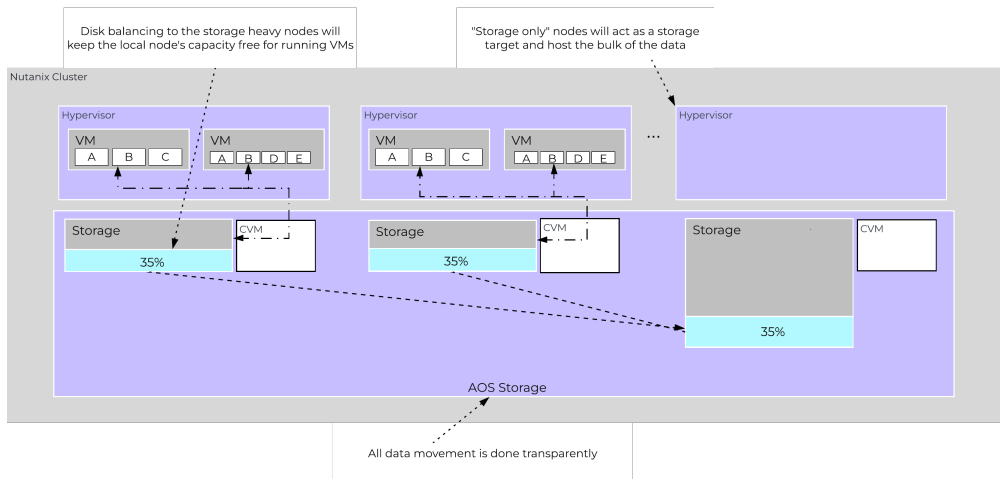 Disk balancing to the storage heavy nodes will
keep the local node's capacity free for running VMs
"Storage only" nodes will act as a storage
target and host the bulk of the data
Nutanix Cluster
Hypervisor
VM
A B C
VM
A B D E
Hypervisor
VM
A B C
VM
A B D E
...
Hypervisor
Storage
35%
CVM
Storage
35%
CVM
Storage
35%
CVM
AOS Storage
All data movement is done transparently